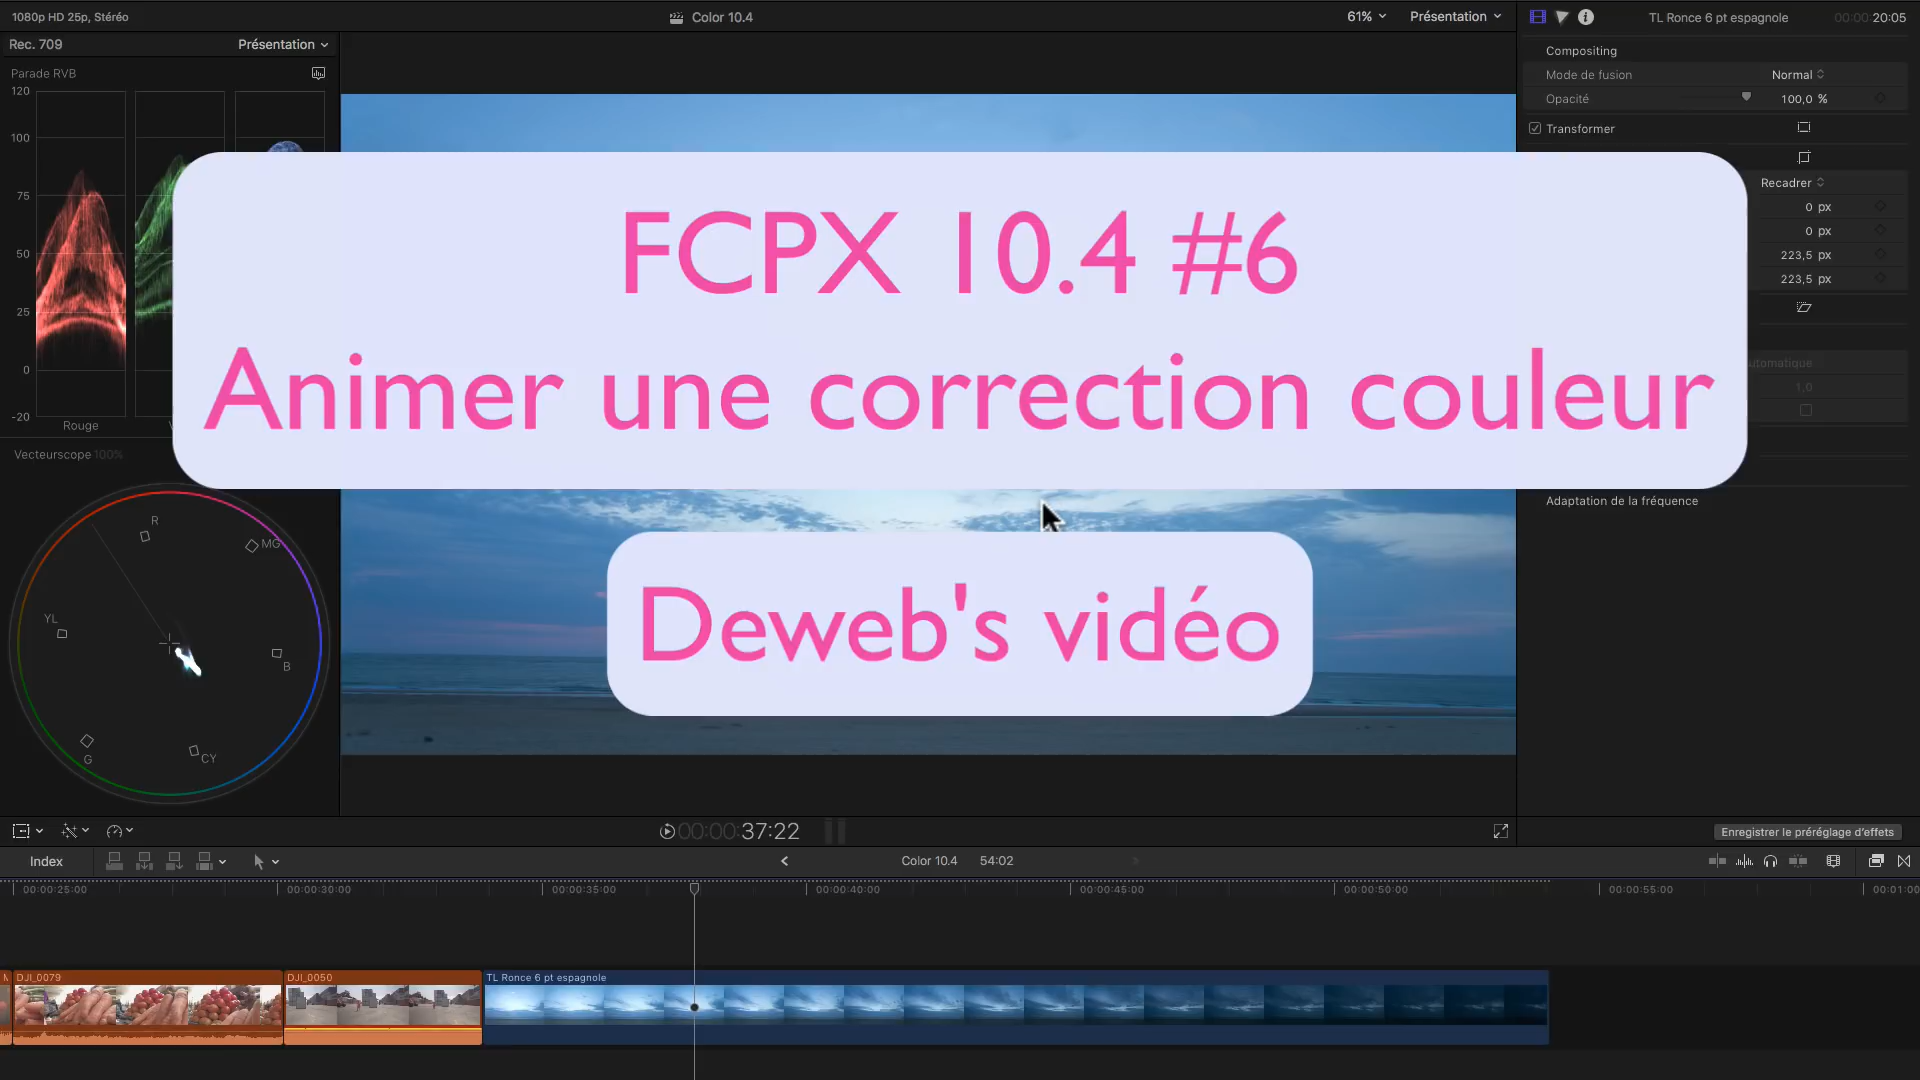 1080p HD 25p, Stéréo
Color 10.4
61%
Présentation
TL Ronce 6 pt espagnole
00:00:20:05
Rec. 709
Présentation
Parade RVB
120
100
75
50
25
0
-20
Rouge
Vecteurscope 100%
R
MG
YL
B
G
CY
FCPX 10.4 #6
Animer une correction couleur
Deweb's vidéo
Compositing
Mode de fusion
Normal
Opacité
100,0 %
Transformer
Recadrer
0 px
0 px
223,5 px
223,5 px
1,0
Adaptation de la fréquence
00:00:37:22
Enregistrer le préréglage d'effets
Index
Color 10.4
54:02
00:00:25:00
00:00:30:00
00:00:35:00
00:00:40:00
00:00:45:00
00:00:50:00
00:00:55:00
DJI_0079
DJI_0050
TL Ronce 6 pt espagnole